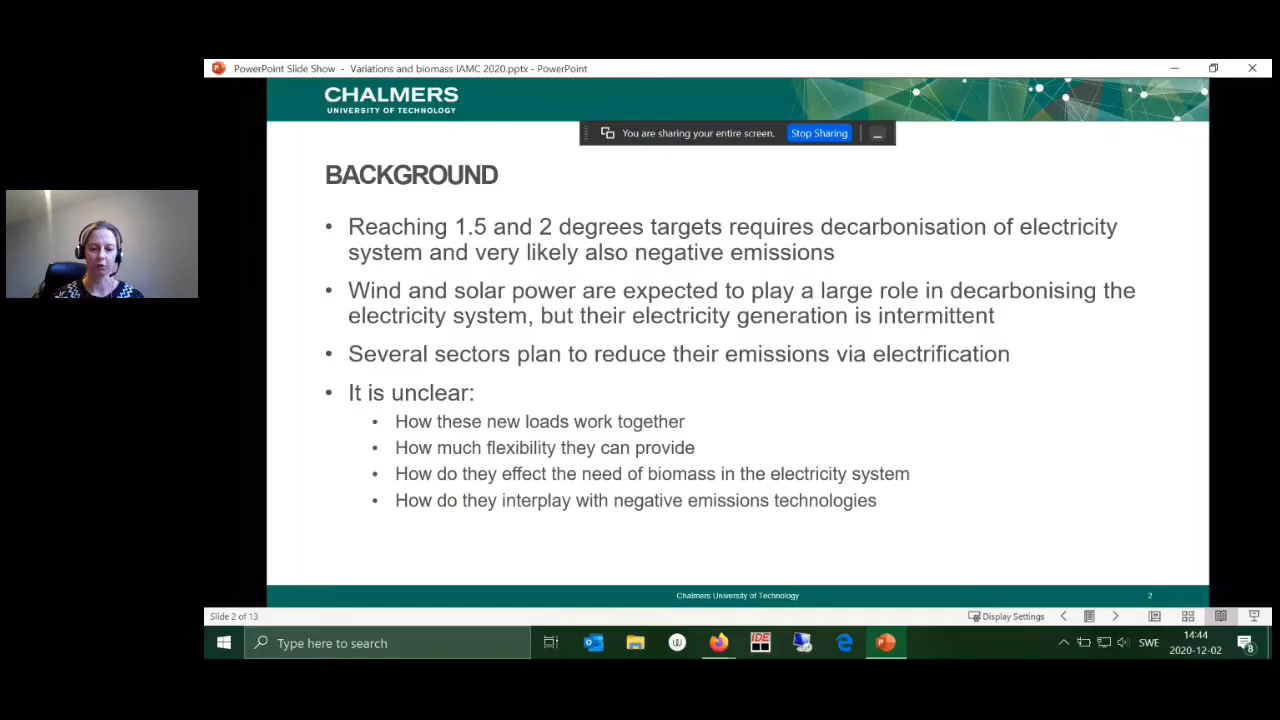 PowerPoint Slide Show - Variations and biomass IAMC 2020.pptx - PowerPoint
CHALMERS
UNIVERSITY OF TECHNOLOGY
You are sharing your entire screen. Stop Sharing
BACKGROUND
• Reaching 1.5 and 2 degrees targets requires decarbonisation of electricity
system and very likely also negative emissions
• Wind and solar power are expected to play a large role in decarbonising the
electricity system, but their electricity generation is intermittent
• Several sectors plan to reduce their emissions via electrification
• It is unclear:
• How these new loads work together
• How much flexibility they can provide
• How do they effect the need of biomass in the electricity system
• How do they interplay with negative emissions technologies
Chalmers University of Technology 2
Slide 2 of 13 Display Settings
Type here to search IDE SWE 14:44
2020-12-02 8